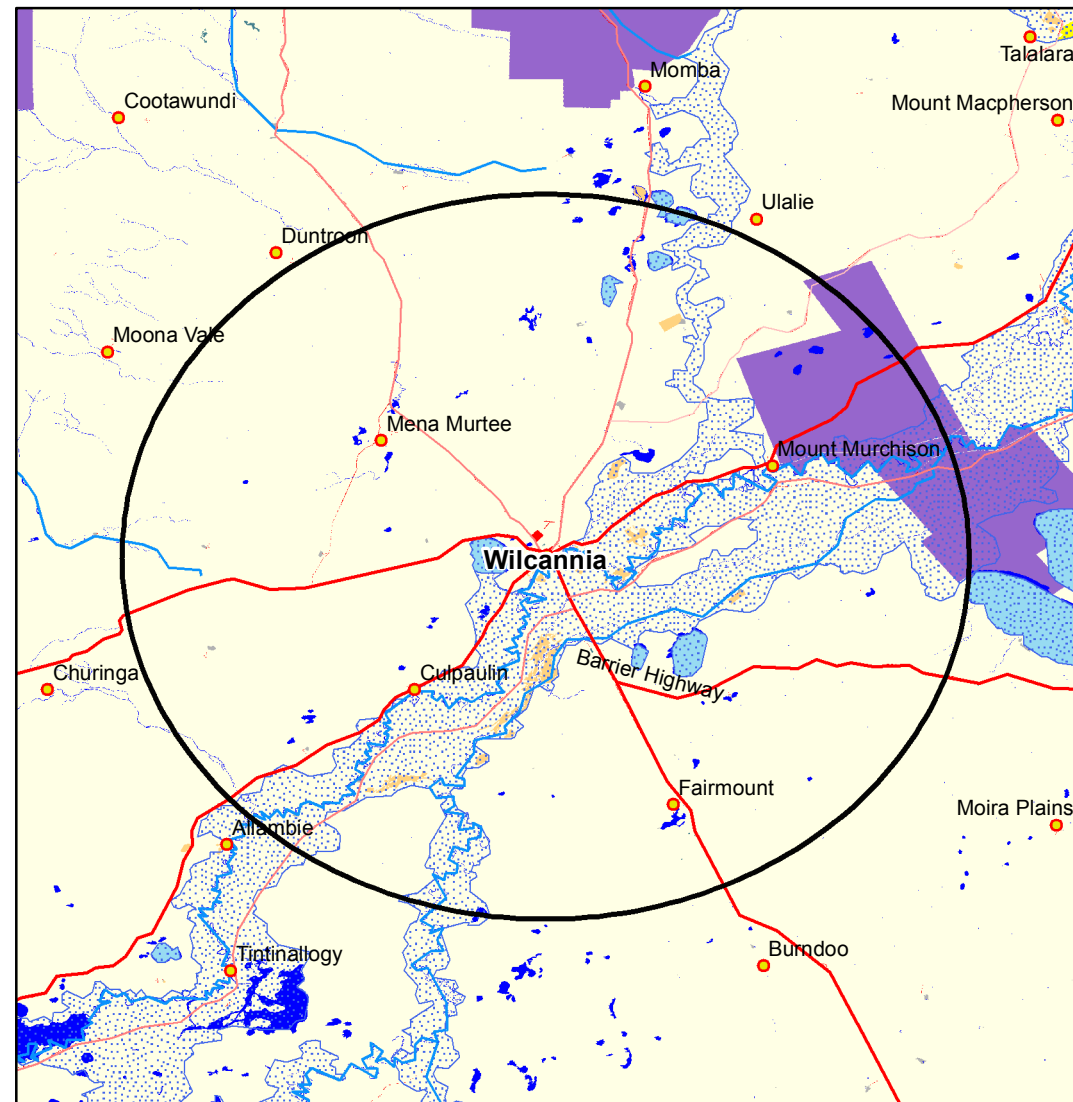 Talalara
Momba
Cootawundi
Mount Macpherson
Ulalie
Duntroon
Moona Vale
Mena Murtee
Mount Murchison
Wilcannia
Barrier Highway
Churinga
Culpaulin
Fairmount
Moira Plains
Allambie
Tintinallogy
Burndoo